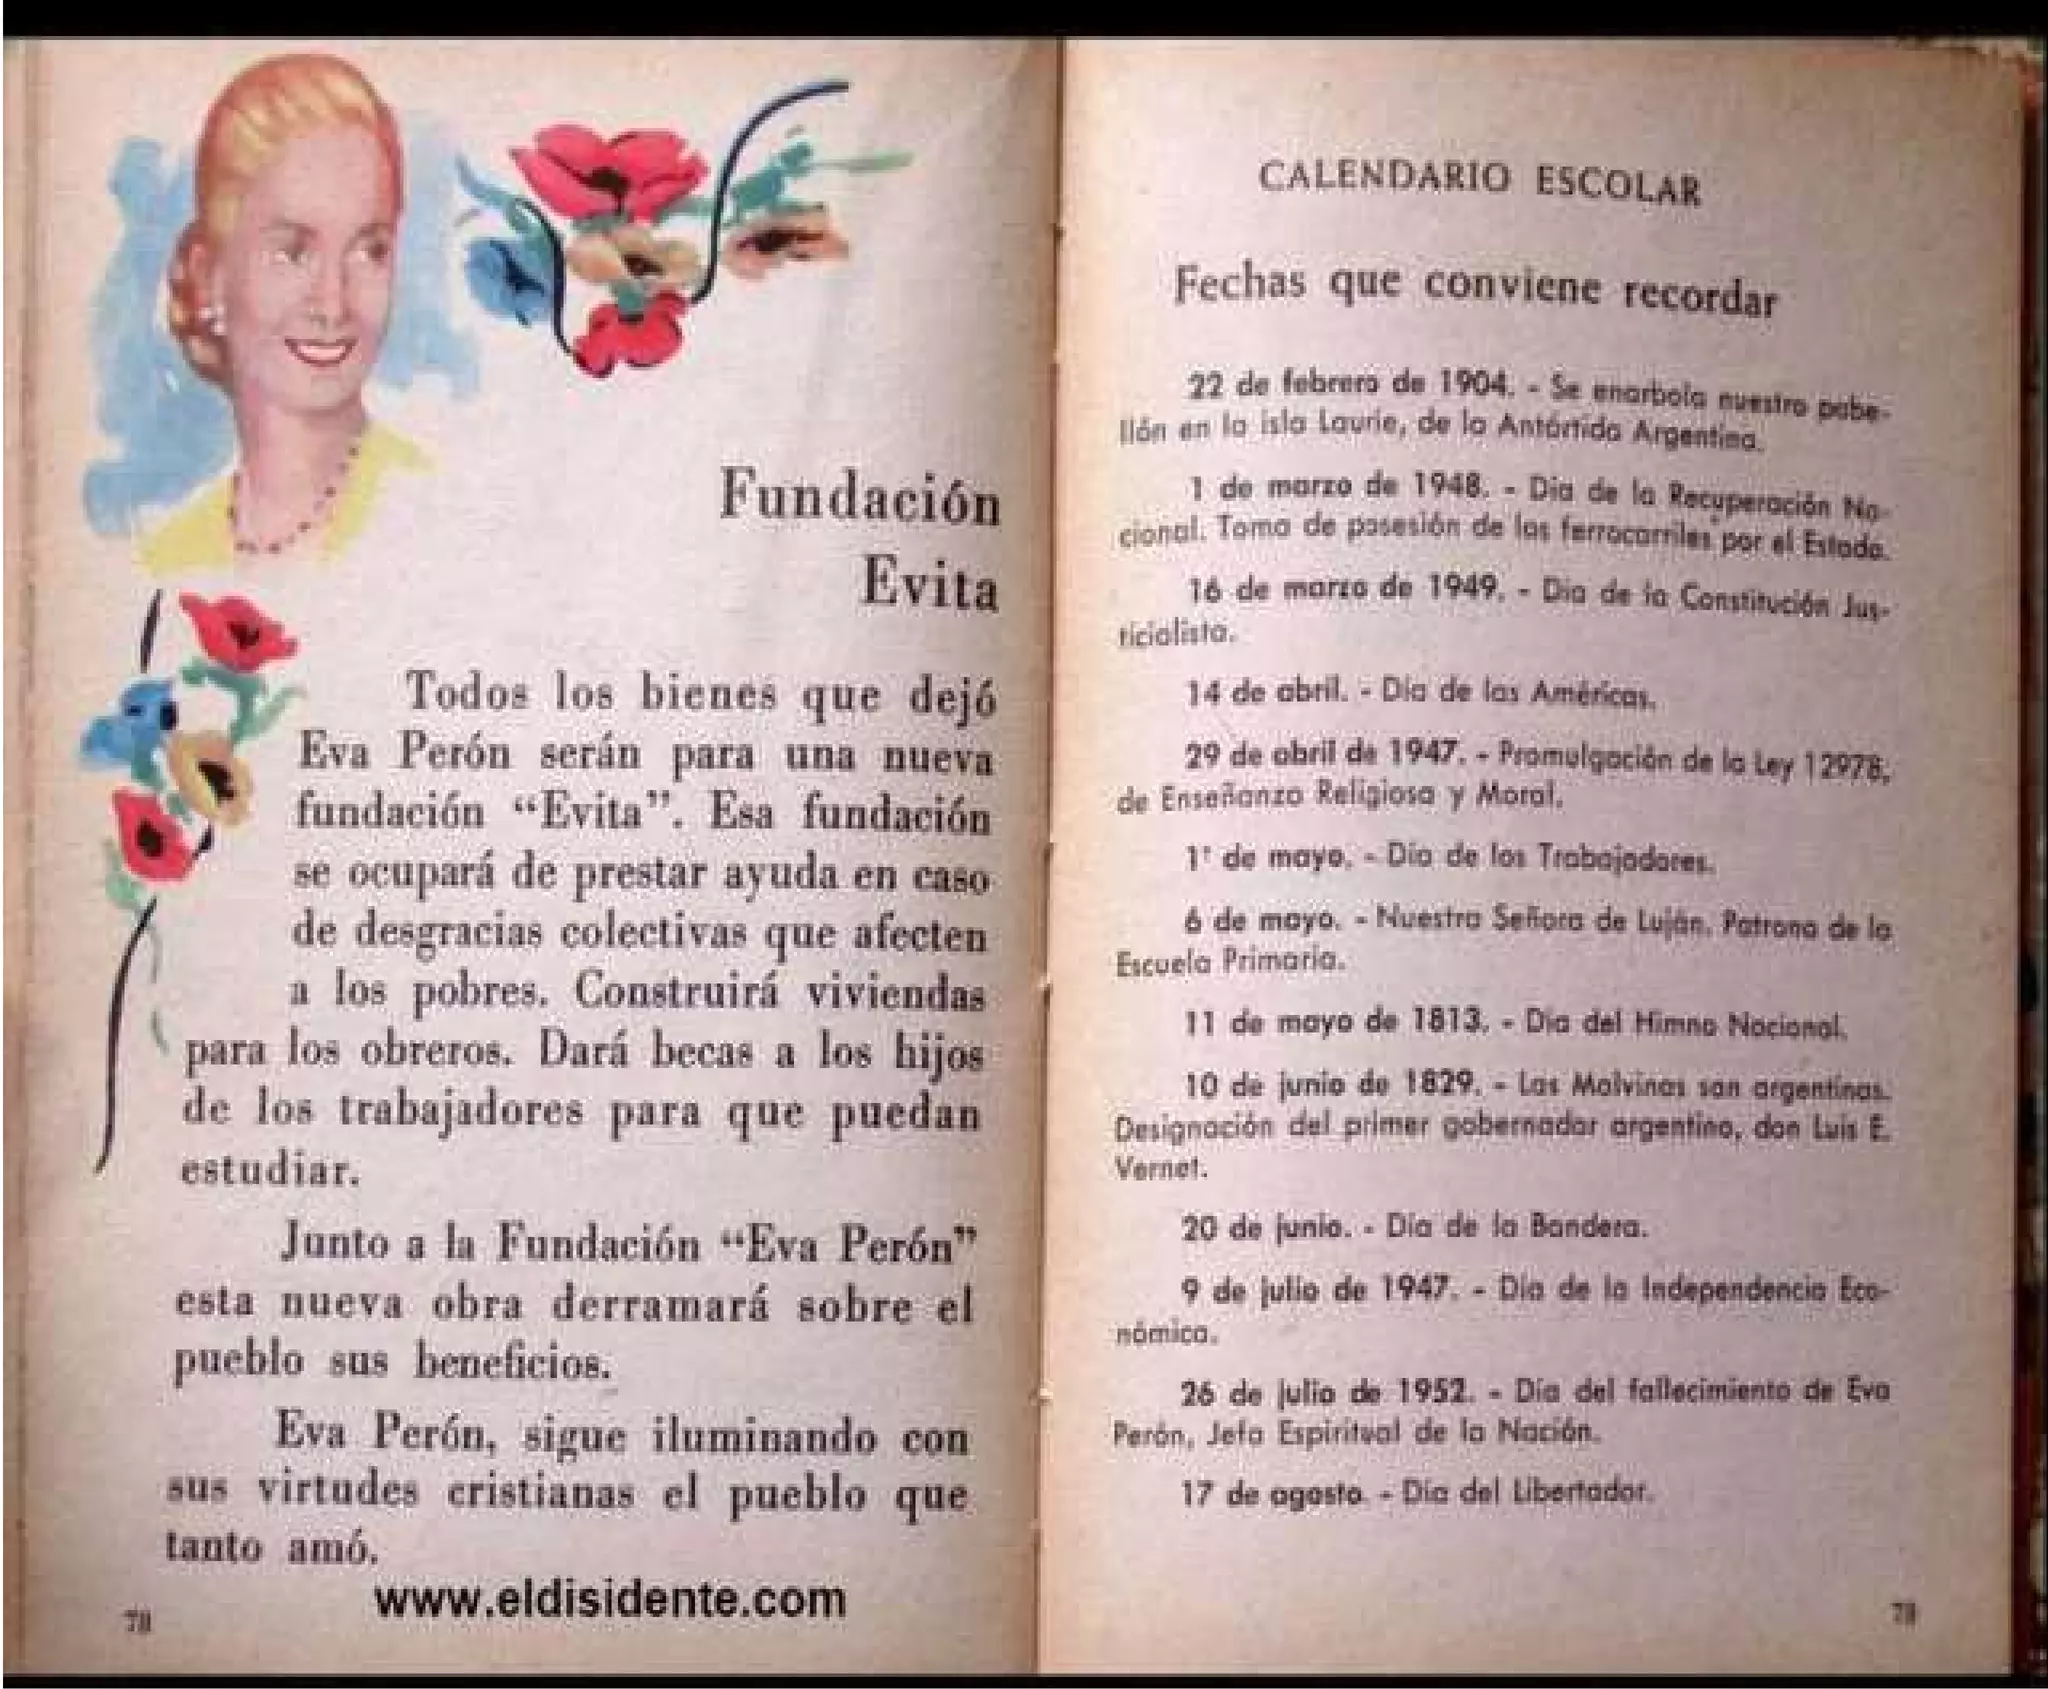 Fundación
Evita
Todos los bienes que dejó
Eva Perón serán para una nueva
fundación “Evita”. Esa fundación
se ocupará de prestar ayuda en caso
de desgracias colectivas que afecten
a los pobres. Construirá viviendas
para los obreros. Dará becas a los hijos
de los trabajadores para que puedan
estudiar.
Junto a la Fundación “Eva Perón”
esta nueva obra derramará sobre el
pueblo sus beneficios.
Eva Perón, sigue iluminando con
sus virtudes cristianas el pueblo que
tanto amó.
www.eldisidente.com
CALENDARIO ESCOLAR
Fechas que conviene recordar
22 de febrero de 1904. - Se enarbola nuestro pabe-
llón en la isla Laurie, de la Antártida Argentina.
1 de marzo de 1948. - Día de la Recuperación Na-
cional. Toma de posesión de los ferrocarriles por el Estado.
16 de marzo de 1949. - Día de la Constitución Jus-
ticialista.
14 de abril. - Día de las Américas.
29 de abril de 1947. - Promulgación de la Ley 12978,
de Enseñanza Religiosa y Moral.
1° de mayo. - Día de los Trabajadores.
6 de mayo. - Nuestra Señora de Luján. Patrona de la
Escuela Primaria.
11 de mayo de 1813. - Día del Himno Nacional.
10 de junio de 1829. - Las Malvinas son argentinas.
Designación del primer gobernador argentino, don Luis E.
Vernet.
20 de junio. - Día de la Bandera.
9 de julio de 1947. - Día de la Independencia Eco-
nómica.
26 de julio de 1952. - Día del fallecimiento de Eva
Perón, Jefa Espiritual de la Nación.
17 de agosto. - Día del Libertador.